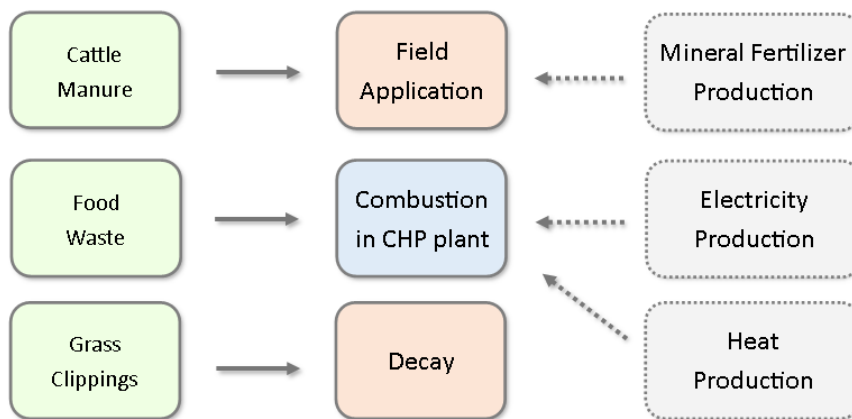 Cattle
Manure
Field
Application
Mineral Fertilizer
Production
Food
Waste
Combustion
in CHP plant
Electricity
Production
Grass
Clippings
Decay
Heat
Production